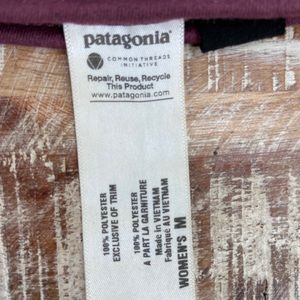 patagonia®
COMMON THREADS
INITIATIVE
Repair, Reuse, Recycle
This Product
www.patagonia.com
100% POLYESTER
EXCLUSIVE OF TRIM
100% POLYESTER
A PART LA GARNITURE
Made in VIETNAM
Fabriqué AU VIETNAM
WOMEN'S M